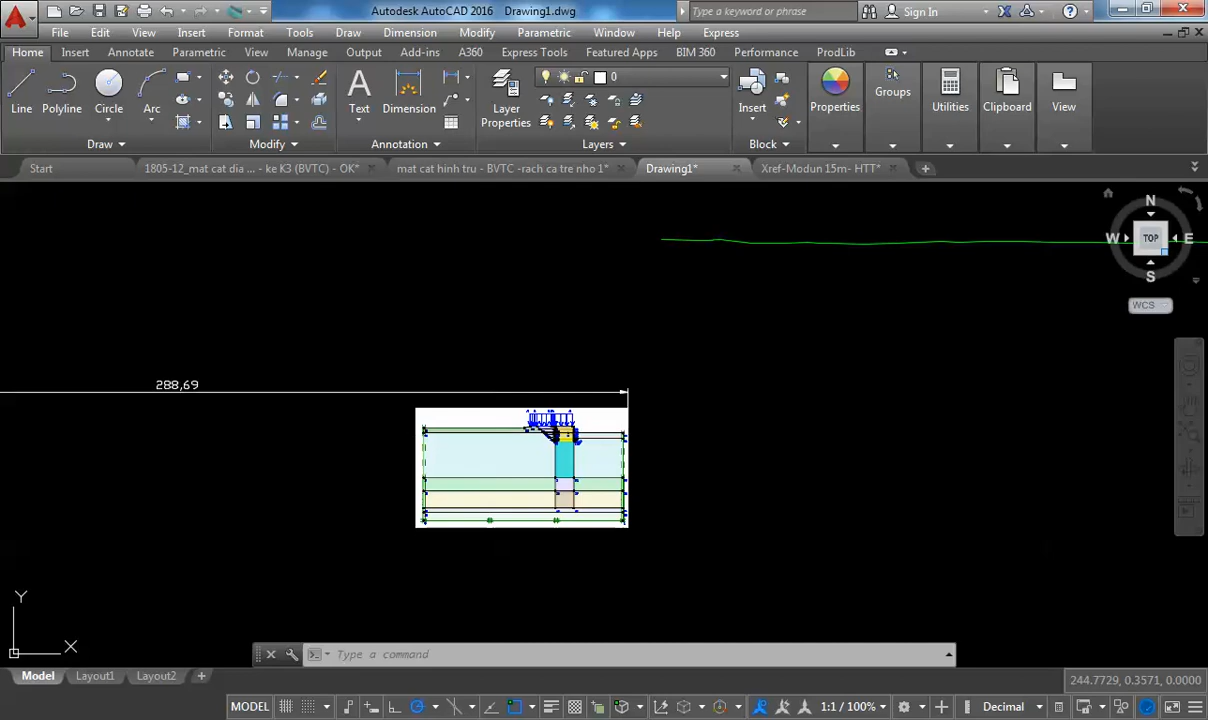 Autodesk AutoCAD 2016 Drawing1.dwg
Type a keyword or phrase
Sign In
File Edit View Insert Format Tools Draw Dimension Modify Parametric Window Help Express
Home Insert Annotate Parametric View Manage Output Add-ins A360 Express Tools Featured Apps BIM 360 Performance ProdLib
0
Line Polyline Circle Arc Text Dimension Layer Properties Insert Properties Groups Utilities Clipboard View
Draw Modify Annotation Layers Block
Start 1805-12_mat cat dia ... - ke K3 (BVTC) - OK* mat cat hinh tru - BVTC -rach ca tre nho 1* Drawing1* Xref-Modun 15m- HTT*
N
W TOP E
S
WCS
288,69
Y
X
Type a command
Model Layout1 Layout2
244.7729, 0.3571, 0.0000
MODEL 1:1 / 100% Decimal